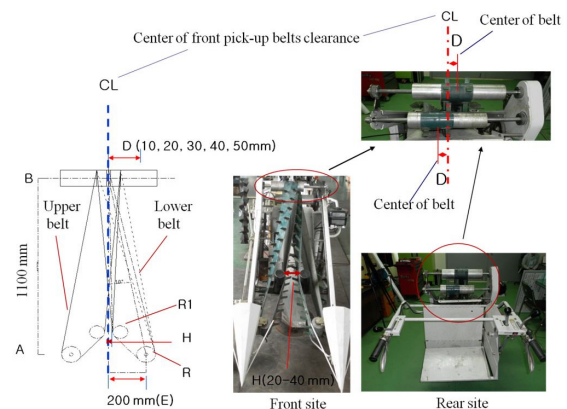 CL
Center of front pick-up belts clearance
D
Center of belt
CL
D (10, 20, 30, 40, 50mm)
B
Upper
belt
Lower
belt
1100 mm
10°
R1
A
H
R
200 mm(E)
D
Center of belt
H(20-40 mm)
Front site
Rear site